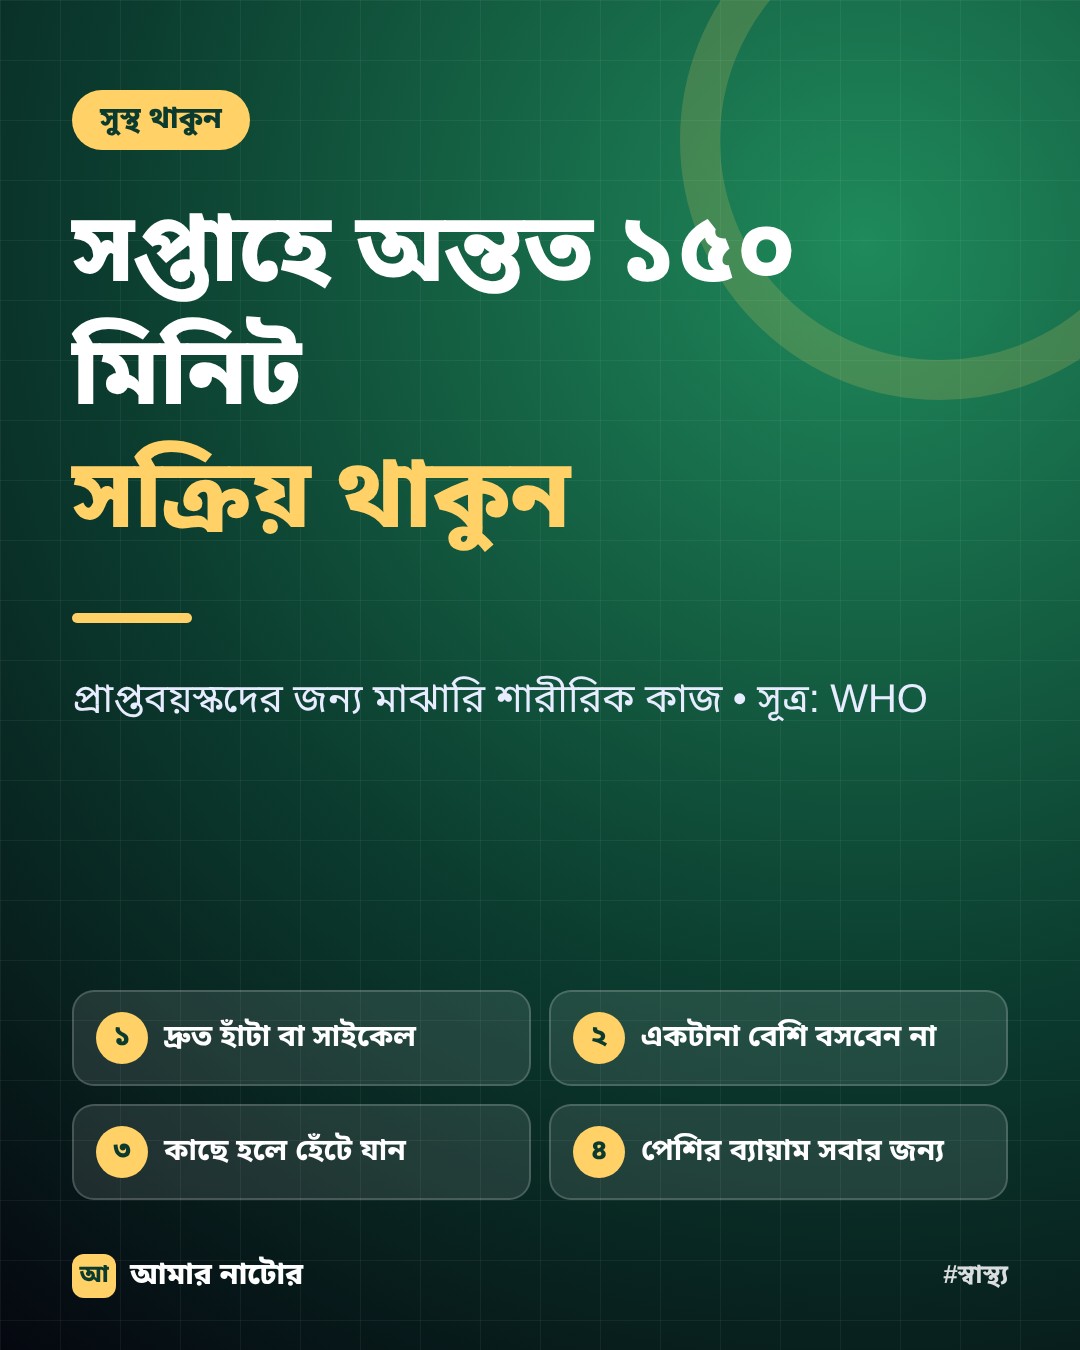 সুস্থ থাকুন
সপ্তাহে অন্তত ১৫০
মিনিট
সক্রিয় থাকুন
প্রাপ্তবয়স্কদের জন্য মাঝারি শারীরিক কাজ • সূত্র: WHO
১ দ্রুত হাঁটা বা সাইকেল
২ একটানা বেশি বসবেন না
৩ কাছে হলে হেঁটে যান
৪ পেশির ব্যায়াম সবার জন্য
আ আমার নাটোর
#স্বাস্থ্য